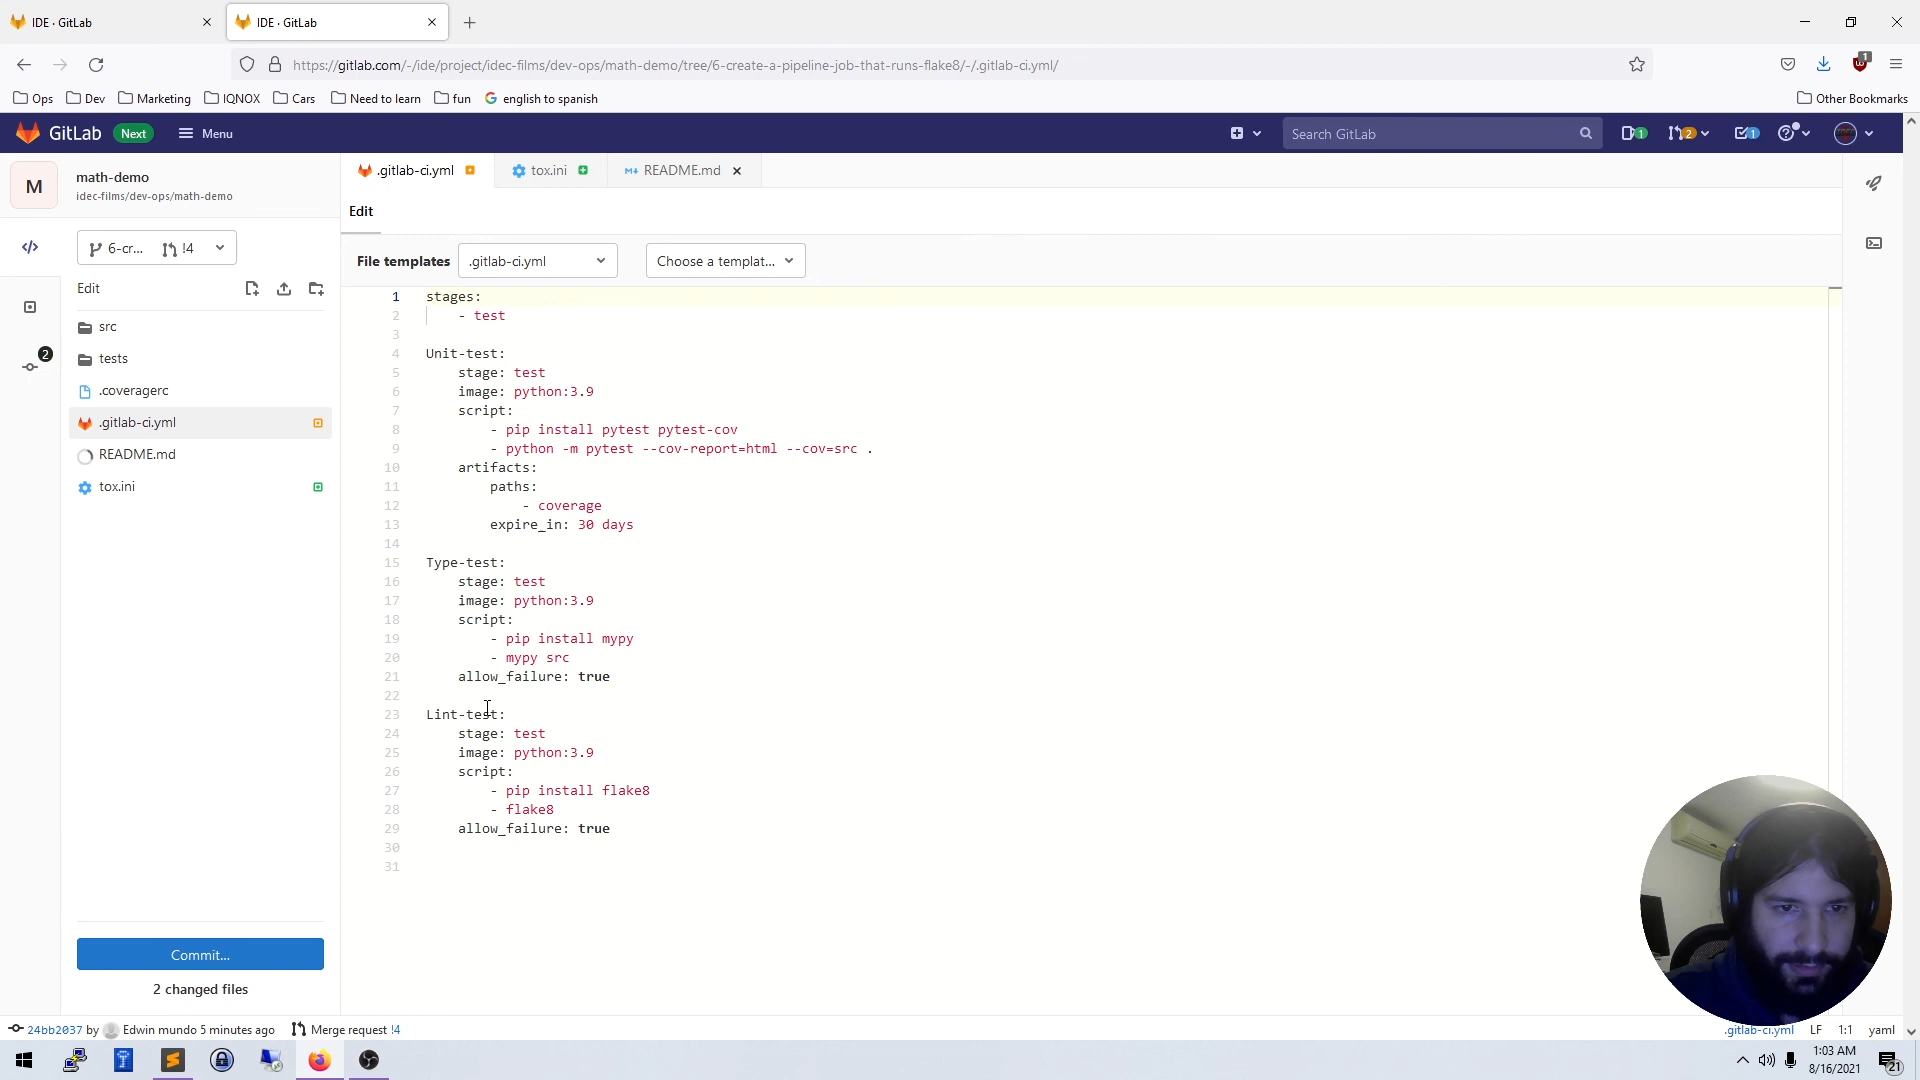 IDE · GitLab
IDE · GitLab
https://gitlab.com/-/ide/project/idec-films/dev-ops/math-demo/tree/6-create-a-pipeline-job-that-runs-flake8/-/.gitlab-ci.yml/
1
Ops Dev Marketing IQNOX Cars Need to learn fun english to spanish Other Bookmarks
GitLab Next Menu Search GitLab 1 2 1
M
math-demo
idec-films/dev-ops/math-demo
.gitlab-ci.yml tox.ini README.md
Edit
6-cr... !4
File templates .gitlab-ci.yml Choose a templat...
Edit
src
tests
2
.coveragerc
.gitlab-ci.yml
README.md
tox.ini
1 stages:
2 - test
3
4 Unit-test:
5 stage: test
6 image: python:3.9
7 script:
8 - pip install pytest pytest-cov
9 - python -m pytest --cov-report=html --cov=src .
10 artifacts:
11 paths:
12 - coverage
13 expire_in: 30 days
14
15 Type-test:
16 stage: test
17 image: python:3.9
18 script:
19 - pip install mypy
20 - mypy src
21 allow_failure: true
22
23 Lint-test:
24 stage: test
25 image: python:3.9
26 script:
27 - pip install flake8
28 - flake8
29 allow_failure: true
30
31
Commit...
2 changed files
24bb2037 by Edwin mundo 5 minutes ago Merge request !4
.gitlab-ci.yml LF 1:1 yaml
1:03 AM
8/16/2021
21